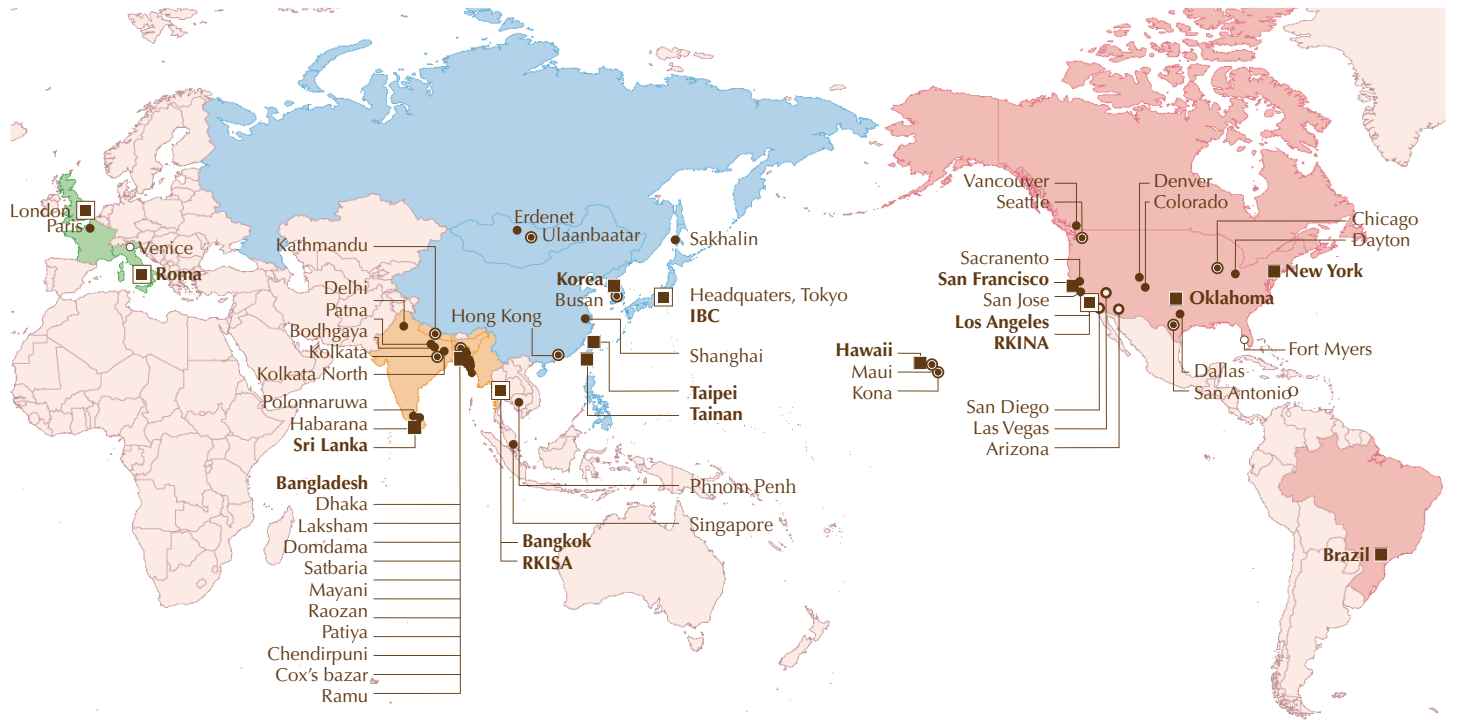 London
Paris
Venice
Roma
Kathmandu
Delhi
Patna
Bodhgaya
Kolkata
Kolkata North
Polonnaruwa
Habarana
Sri Lanka
Bangladesh
Dhaka
Laksham
Domdama
Satbaria
Mayani
Raozan
Patiya
Chendirpuni
Cox's bazar
Ramu
Erdenet
Ulaanbaatar
Sakhalin
Korea
Busan
Hong Kong
Headquaters, Tokyo
IBC
Shanghai
Taipei
Tainan
Phnom Penh
Singapore
Bangkok
RKISA
Hawaii
Maui
Kona
Vancouver
Seattle
Sacranento
San Francisco
San Jose
Los Angeles
RKINA
San Diego
Las Vegas
Arizona
Denver
Colorado
Chicago
Dayton
New York
Oklahoma
Fort Myers
Dallas
San Antonio
Brazil